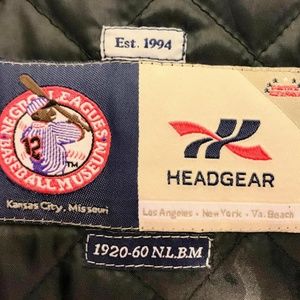 Est. 1994
NEGRO LEAGUES
BASEBALL MUSEUM
12
TM
Kansas City, Missouri
HEADGEAR
Los Angeles • New York • Va. Beach
1920-60 N.L.B.M